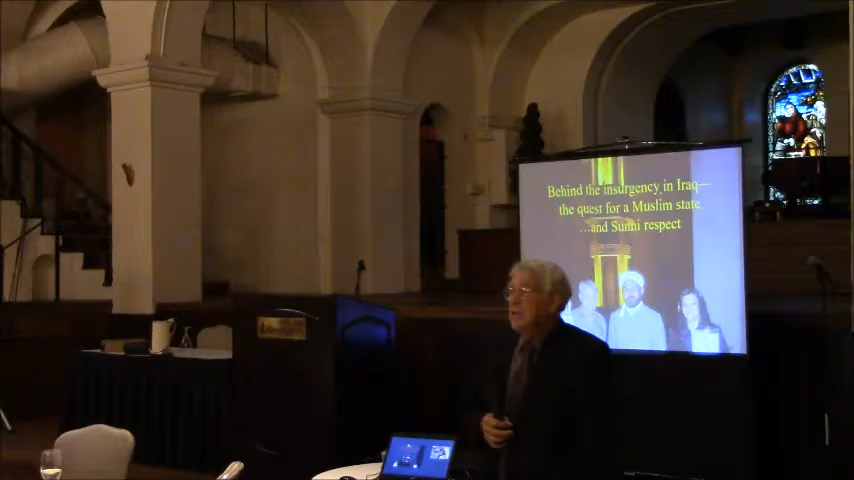 Behind the insurgency in Iraq—
the quest for a Muslim state
…and Sunni respect